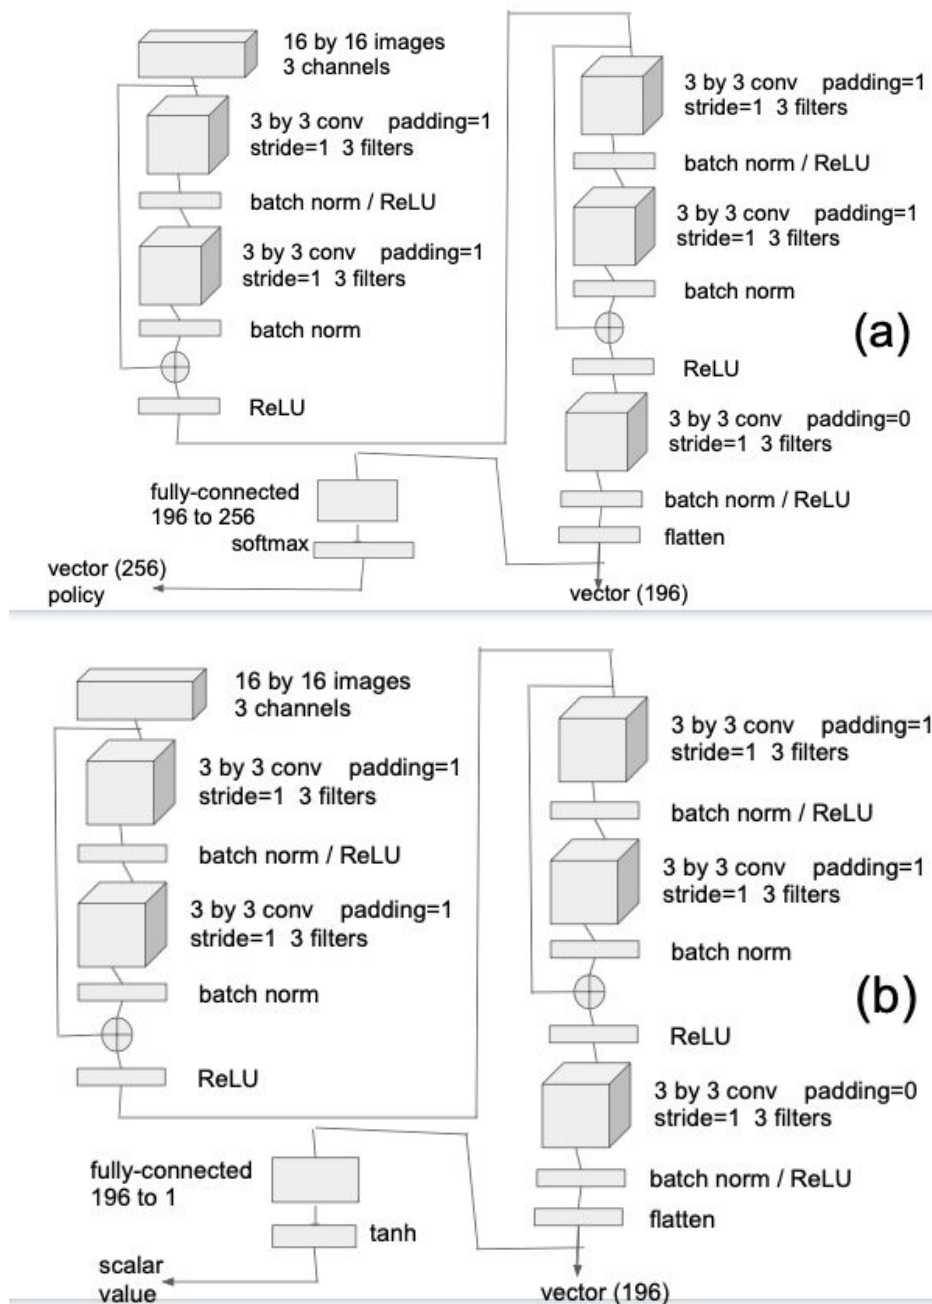 16 by 16 images
3 channels
3 by 3 conv padding=1
stride=1 3 filters
batch norm / ReLU
3 by 3 conv padding=1
stride=1 3 filters
batch norm
ReLU
3 by 3 conv padding=1
stride=1 3 filters
batch norm / ReLU
3 by 3 conv padding=1
stride=1 3 filters
batch norm
(a)
ReLU
3 by 3 conv padding=0
stride=1 3 filters
batch norm / ReLU
flatten
vector (196)
fully-connected
196 to 256
softmax
vector (256)
policy
16 by 16 images
3 channels
3 by 3 conv padding=1
stride=1 3 filters
batch norm / ReLU
3 by 3 conv padding=1
stride=1 3 filters
batch norm
ReLU
3 by 3 conv padding=1
stride=1 3 filters
batch norm / ReLU
3 by 3 conv padding=1
stride=1 3 filters
batch norm
(b)
ReLU
3 by 3 conv padding=0
stride=1 3 filters
batch norm / ReLU
flatten
vector (196)
fully-connected
196 to 1
tanh
scalar
value